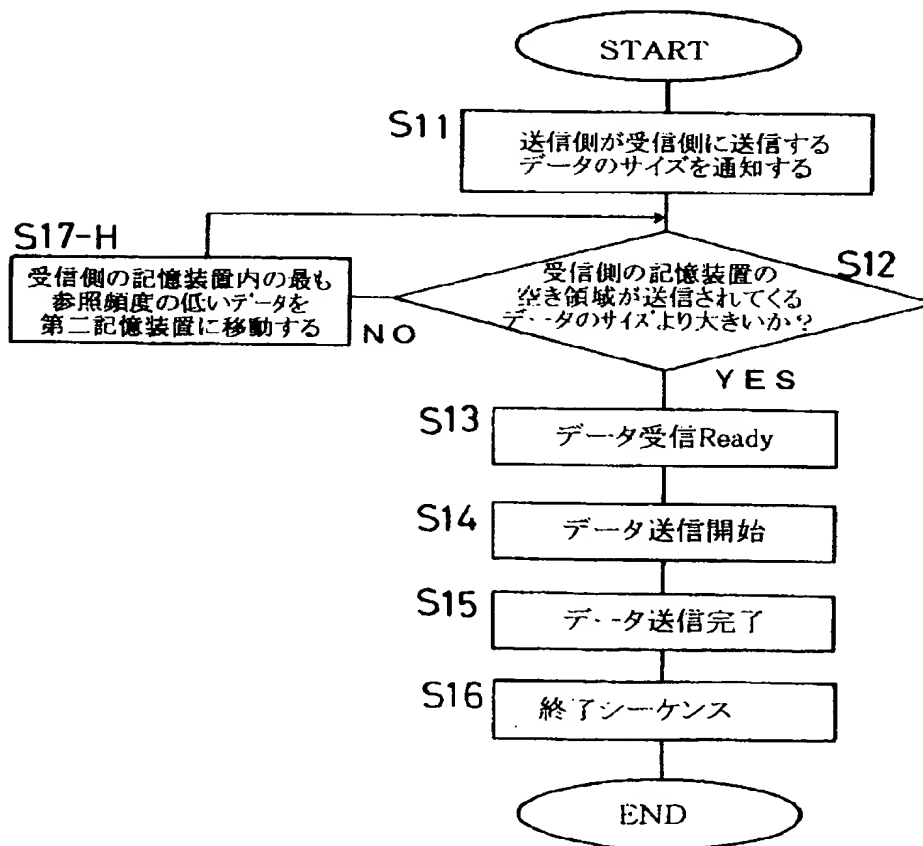 START
S11
送信側が受信側に送信する
データのサイズを通知する
S17-H
受信側の記憶装置内の最も
参照頻度の低いデータを
第二記憶装置に移動する
NO
S12
受信側の記憶装置の
空き領域が送信されてくる
データのサイズより大きいか?
YES
S13
データ受信Ready
S14
データ送信開始
S15
データ送信完了
S16
終了シーケンス
END